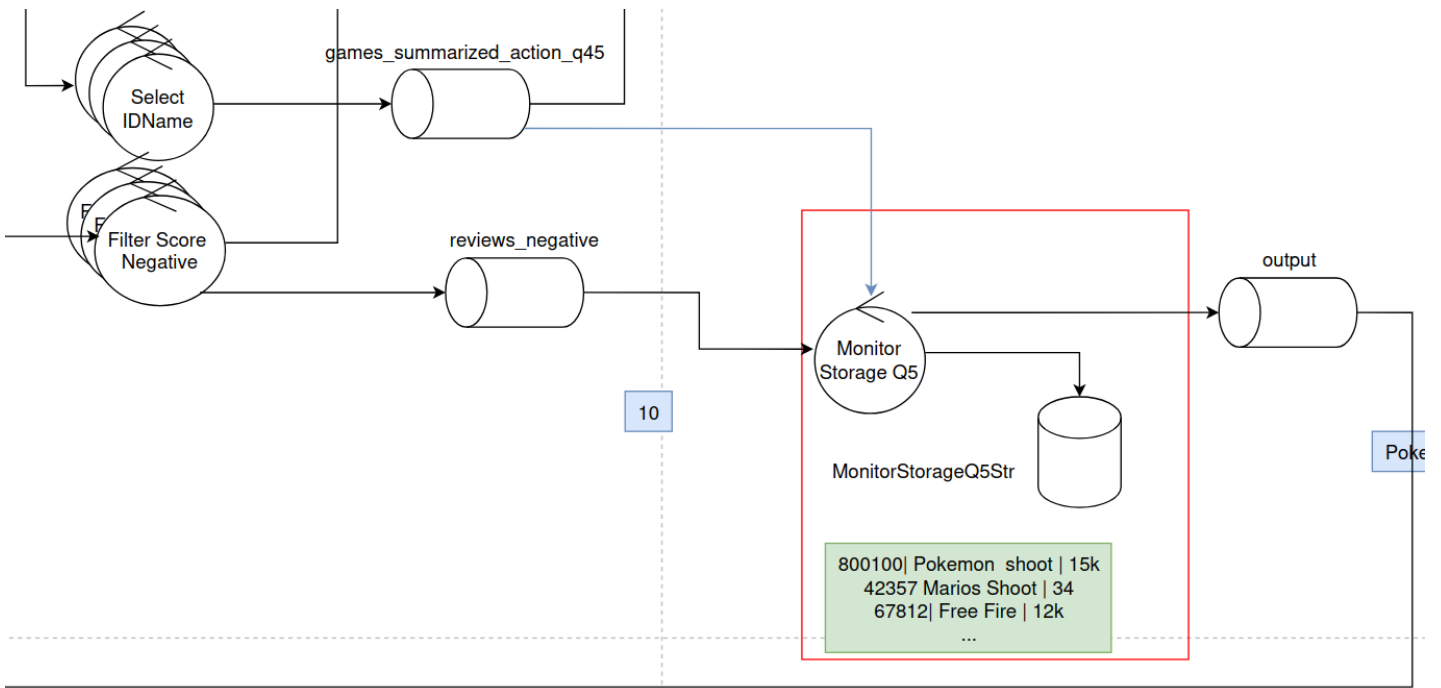 games_summarized_action_q45
Select
IDName
F
F
Filter Score
Negative
reviews_negative
output
Monitor
Storage Q5
10
Poke
MonitorStorageQ5Str
800100| Pokemon  shoot | 15k
42357 Marios Shoot | 34
67812| Free Fire | 12k
...